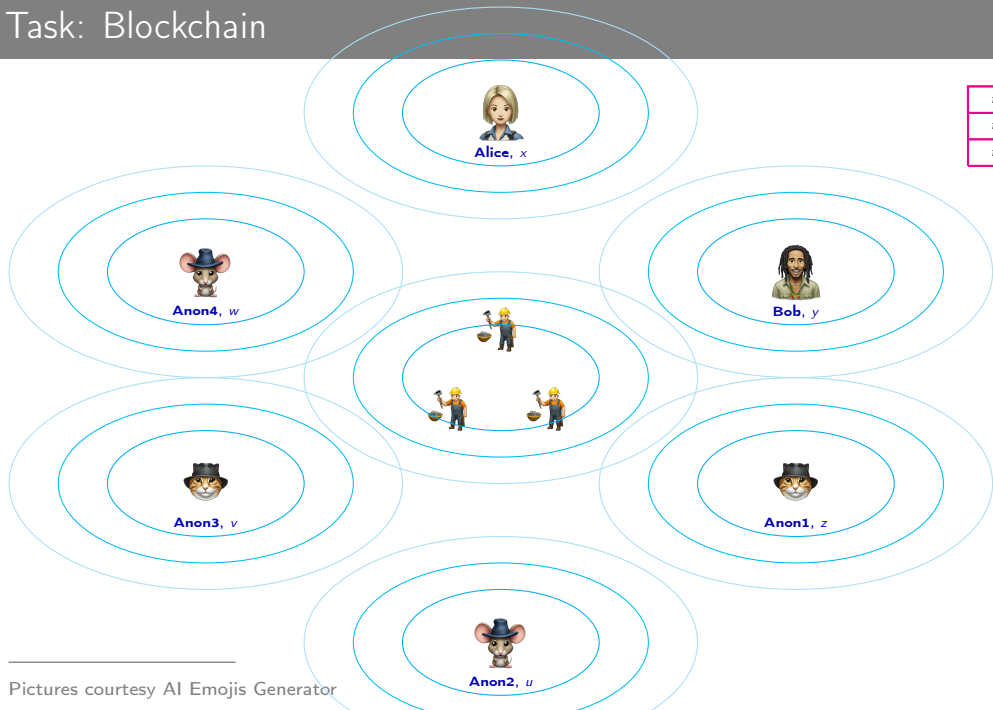 Task: Blockchain
Alice, x
Anon4, w
Bob, y
Anon3, v
Anon1, z
Anon2, u
Pictures courtesy AI Emojis Generator